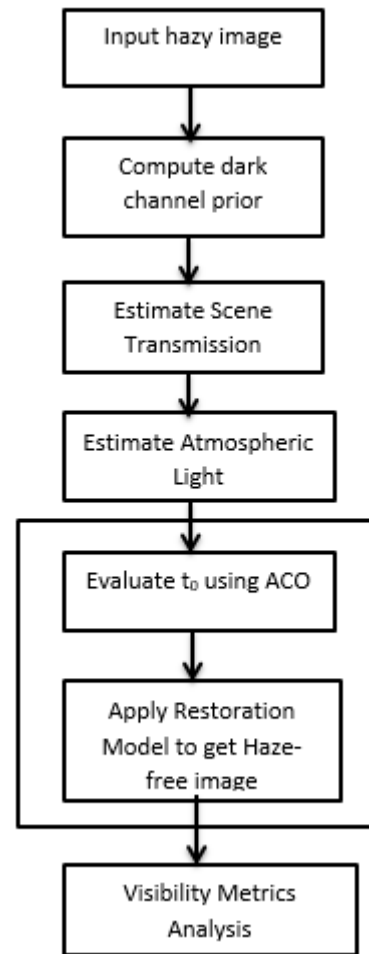 Input hazy image
Compute dark
channel prior
Estimate Scene
Transmission
Estimate Atmospheric
Light
Evaluate t₀ using ACO
Apply Restoration
Model to get Haze-
free image
Visibility Metrics
Analysis